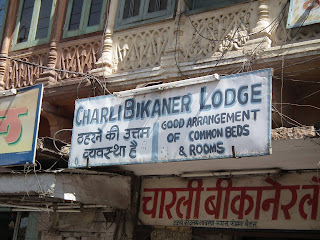 CHARLI BIKANER LODGE
ठहरने की उत्तम
व्यवस्था है
GOOD ARRANGEMENT
OF COMMON BEDS
& ROOMS
चारली बीकानेर